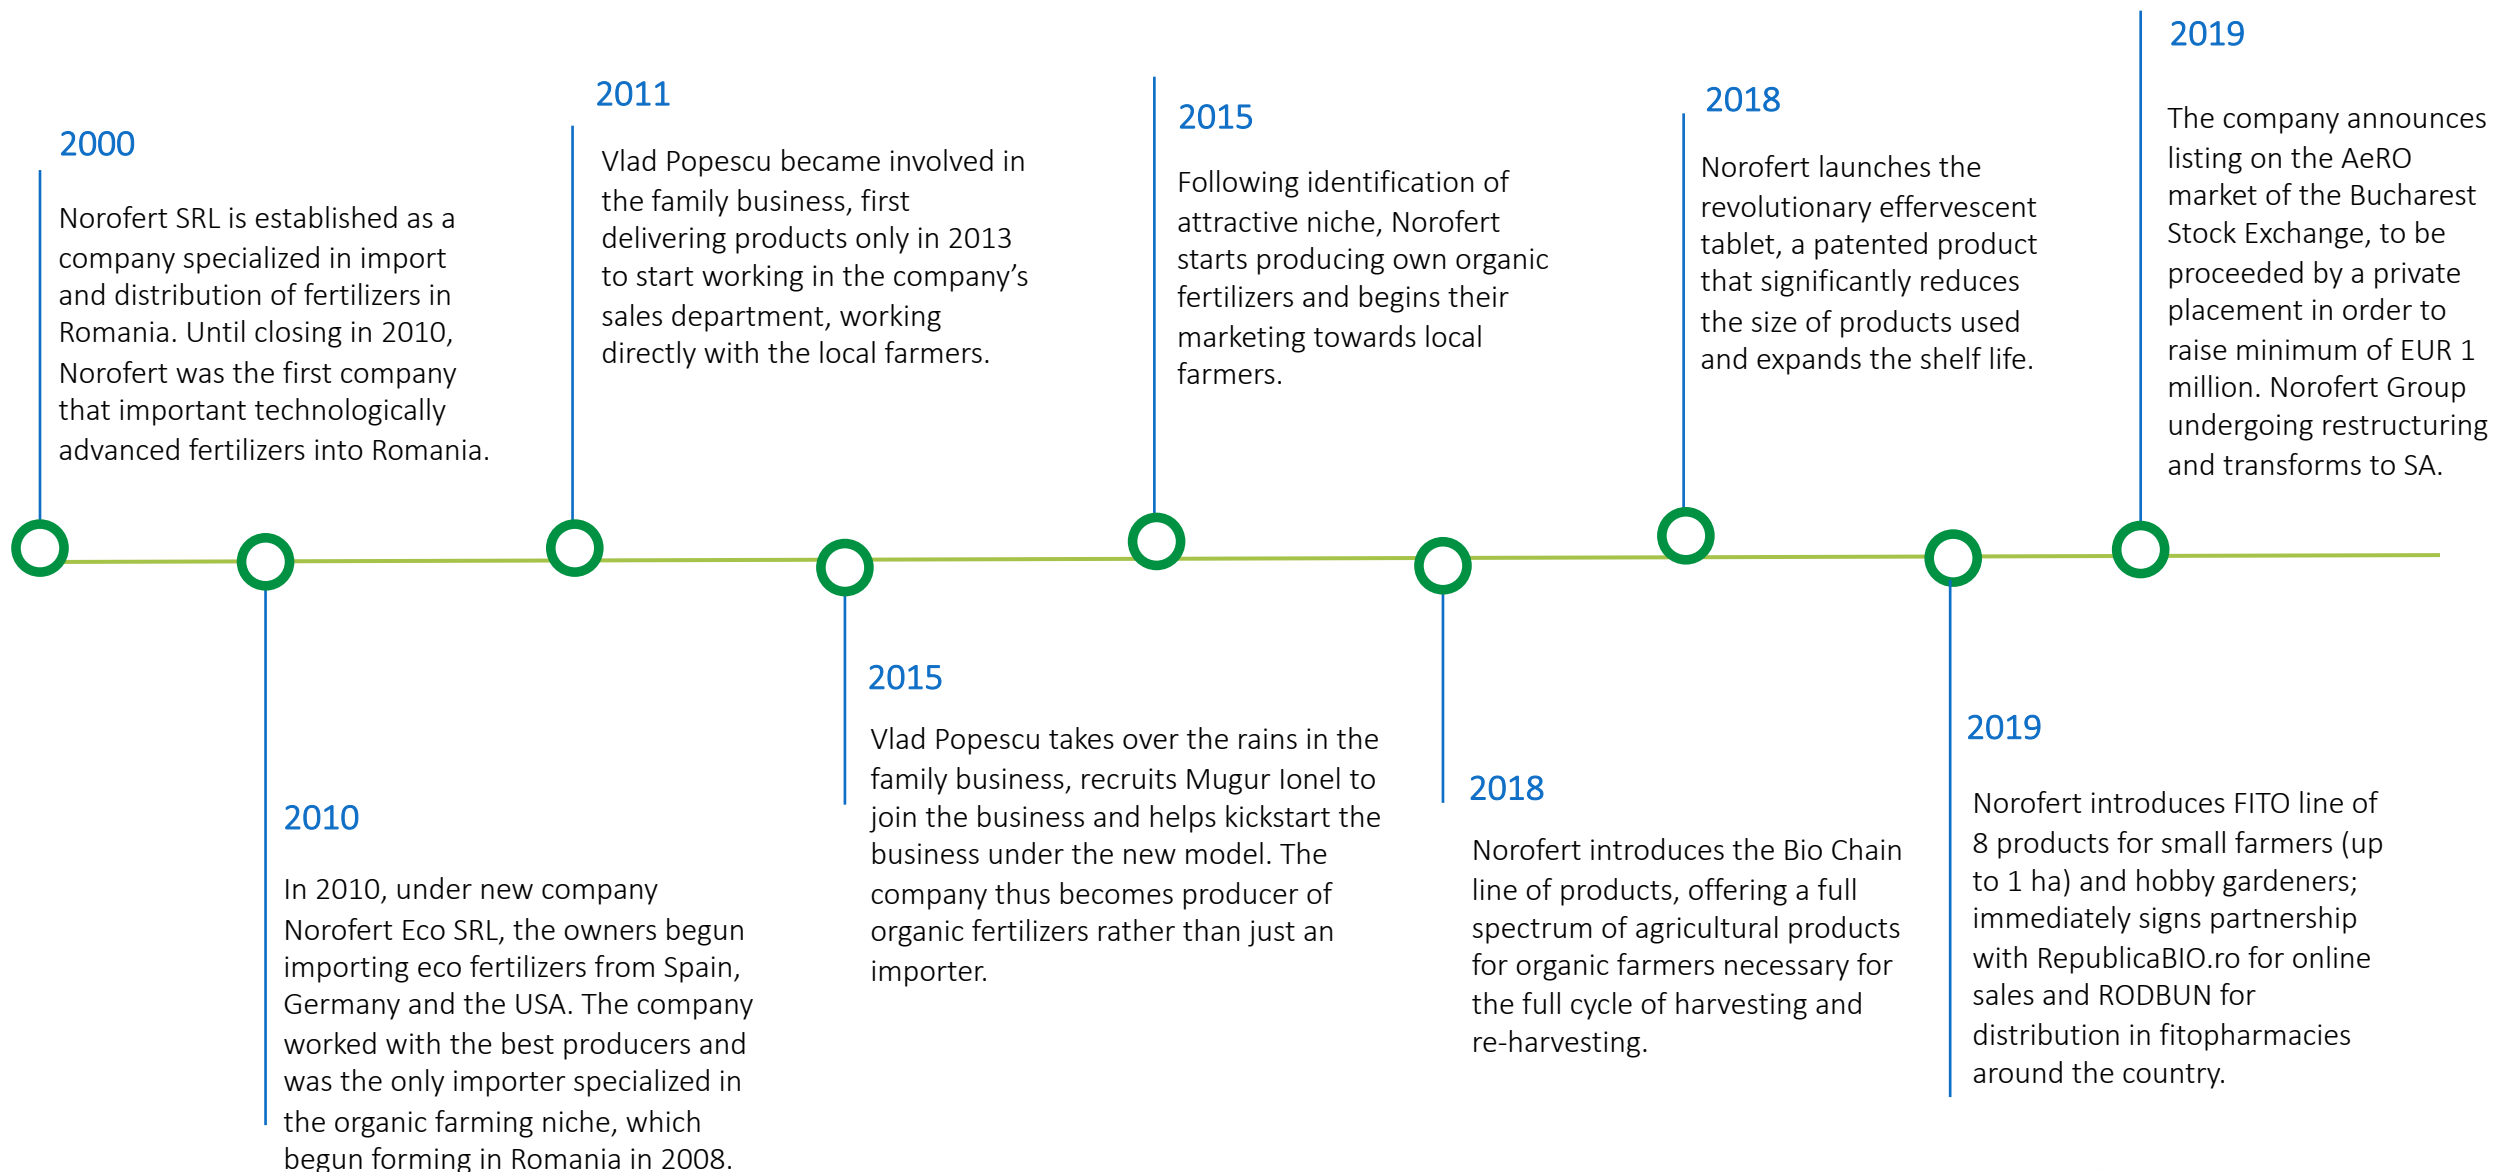 2000
Norofert SRL is established as a
company specialized in import
and distribution of fertilizers in
Romania. Until closing in 2010,
Norofert was the first company
that important technologically
advanced fertilizers into Romania.
2010
In 2010, under new company
Norofert Eco SRL, the owners begun
importing eco fertilizers from Spain,
Germany and the USA. The company
worked with the best producers and
was the only importer specialized in
the organic farming niche, which
begun forming in Romania in 2008.
2011
Vlad Popescu became involved in
the family business, first
delivering products only in 2013
to start working in the company’s
sales department, working
directly with the local farmers.
2015
Vlad Popescu takes over the rains in the
family business, recruits Mugur Ionel to
join the business and helps kickstart the
business under the new model. The
company thus becomes producer of
organic fertilizers rather than just an
importer.
2015
Following identification of
attractive niche, Norofert
starts producing own organic
fertilizers and begins their
marketing towards local
farmers.
2018
Norofert introduces the Bio Chain
line of products, offering a full
spectrum of agricultural products
for organic farmers necessary for
the full cycle of harvesting and
re-harvesting.
2018
Norofert launches the
revolutionary effervescent
tablet, a patented product
that significantly reduces
the size of products used
and expands the shelf life.
2019
Norofert introduces FITO line of
8 products for small farmers (up
to 1 ha) and hobby gardeners;
immediately signs partnership
with RepublicaBIO.ro for online
sales and RODBUN for
distribution in fitopharmacies
around the country.
2019
The company announces
listing on the AeRO
market of the Bucharest
Stock Exchange, to be
proceeded by a private
placement in order to
raise minimum of EUR 1
million. Norofert Group
undergoing restructuring
and transforms to SA.